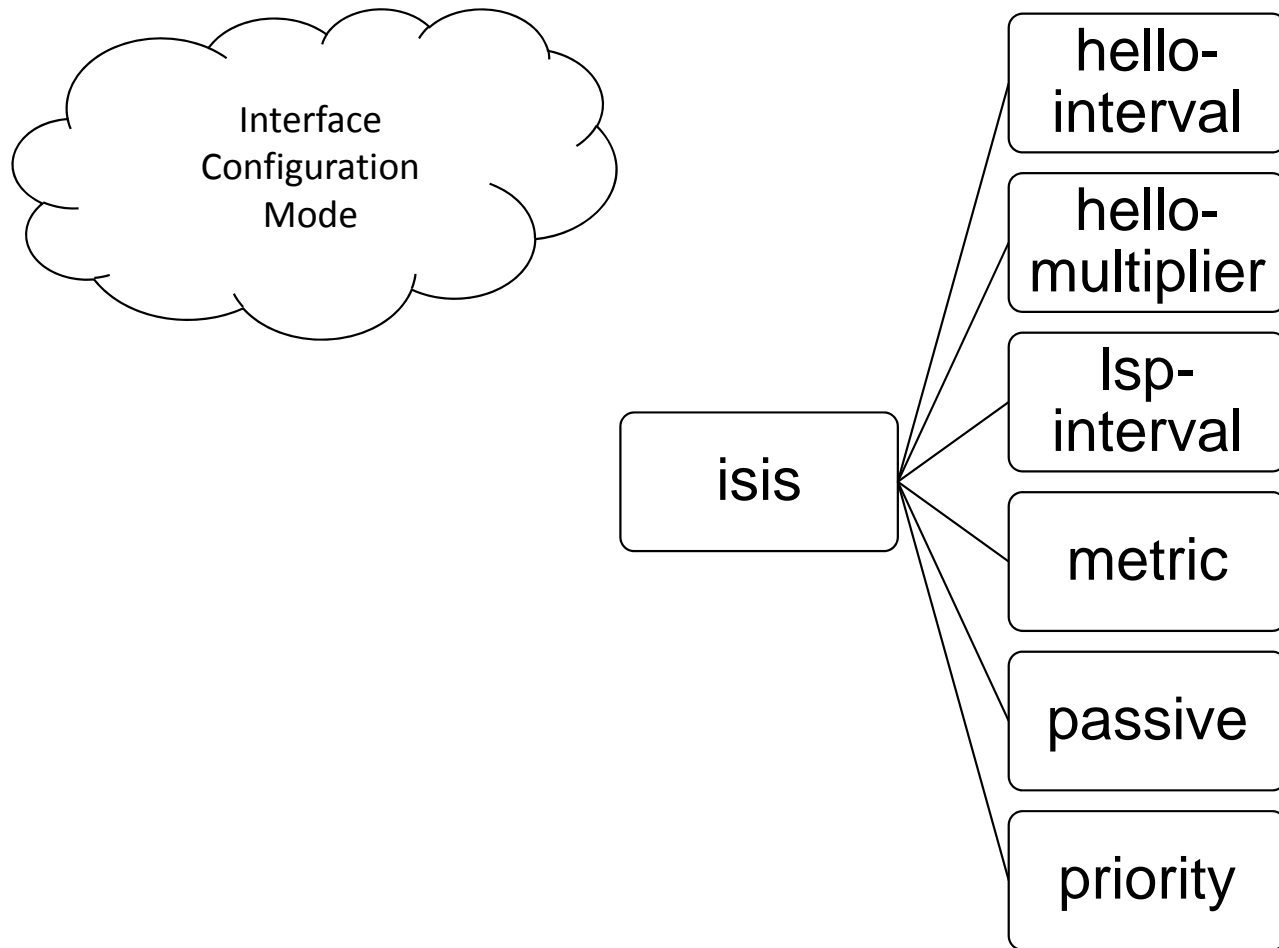 Interface
Configuration
Mode
hello-
interval
hello-
multiplier
lsp-
interval
isis
metric
passive
priority